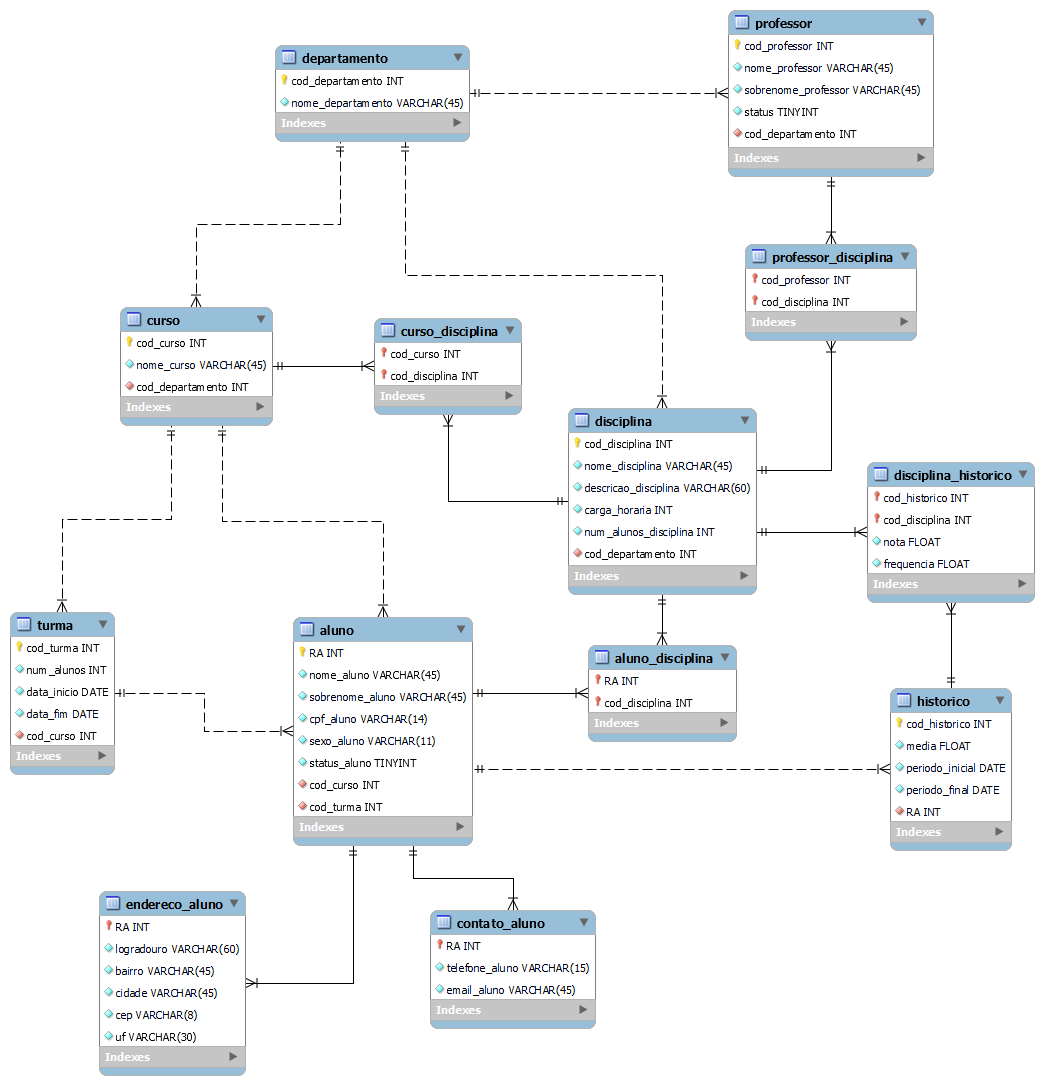 professor
cod_professor INT
nome_professor VARCHAR(45)
sobrenome_professor VARCHAR(45)
status TINYINT
cod_departamento INT
Indexes
departamento
cod_departamento INT
nome_departamento VARCHAR(45)
Indexes
professor_disciplina
cod_professor INT
cod_disciplina INT
Indexes
curso
cod_curso INT
nome_curso VARCHAR(45)
cod_departamento INT
Indexes
curso_disciplina
cod_curso INT
cod_disciplina INT
Indexes
disciplina
cod_disciplina INT
nome_disciplina VARCHAR(45)
descricao_disciplina VARCHAR(60)
carga_horaria INT
num_alunos_disciplina INT
cod_departamento INT
Indexes
disciplina_historico
cod_historico INT
cod_disciplina INT
nota FLOAT
frequencia FLOAT
Indexes
turma
cod_turma INT
num_alunos INT
data_inicio DATE
data_fim DATE
cod_curso INT
Indexes
aluno
RA INT
nome_aluno VARCHAR(45)
sobrenome_aluno VARCHAR(45)
cpf_aluno VARCHAR(14)
sexo_aluno VARCHAR(11)
status_aluno TINYINT
cod_curso INT
cod_turma INT
Indexes
aluno_disciplina
RA INT
cod_disciplina INT
Indexes
historico
cod_historico INT
media FLOAT
periodo_inicial DATE
periodo_final DATE
RA INT
Indexes
endereco_aluno
RA INT
logradouro VARCHAR(60)
bairro VARCHAR(45)
cidade VARCHAR(45)
cep VARCHAR(8)
uf VARCHAR(30)
Indexes
contato_aluno
RA INT
telefone_aluno VARCHAR(15)
email_aluno VARCHAR(45)
Indexes